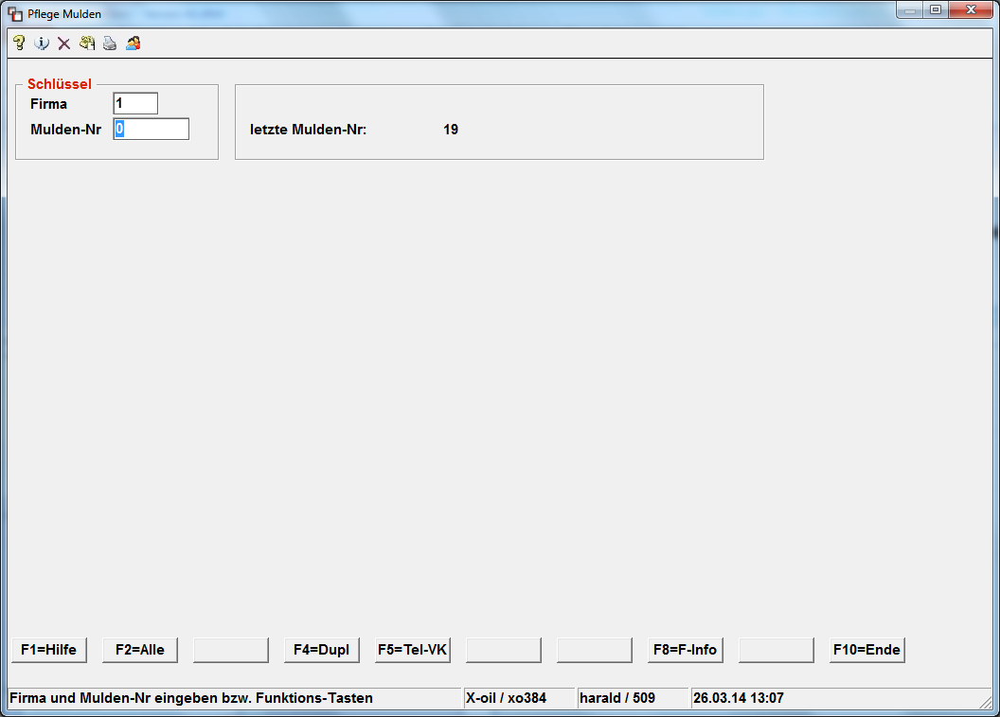 Pflege Mulden
Schlüssel
Firma 1
Mulden-Nr 0
letzte Mulden-Nr: 19
F1=Hilfe F2=Alle F4=Dupl F5=Tel-VK F8=F-Info F10=Ende
Firma und Mulden-Nr eingeben bzw. Funktions-Tasten X-oil / xo384 harald / 509 26.03.14 13:07